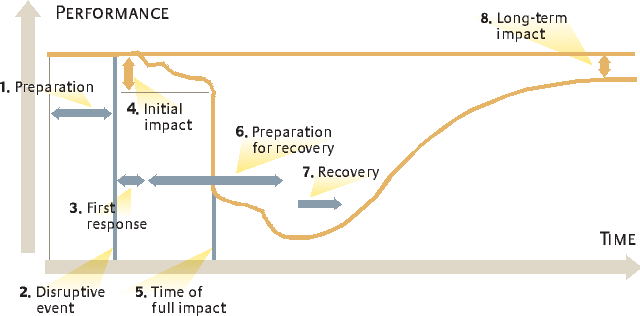 PERFORMANCE
8. Long-term
impact
1. Preparation
4. Initial
impact
6. Preparation
for recovery
7. Recovery
3. First
response
TIME
2. Disruptive
event
5. Time of
full impact